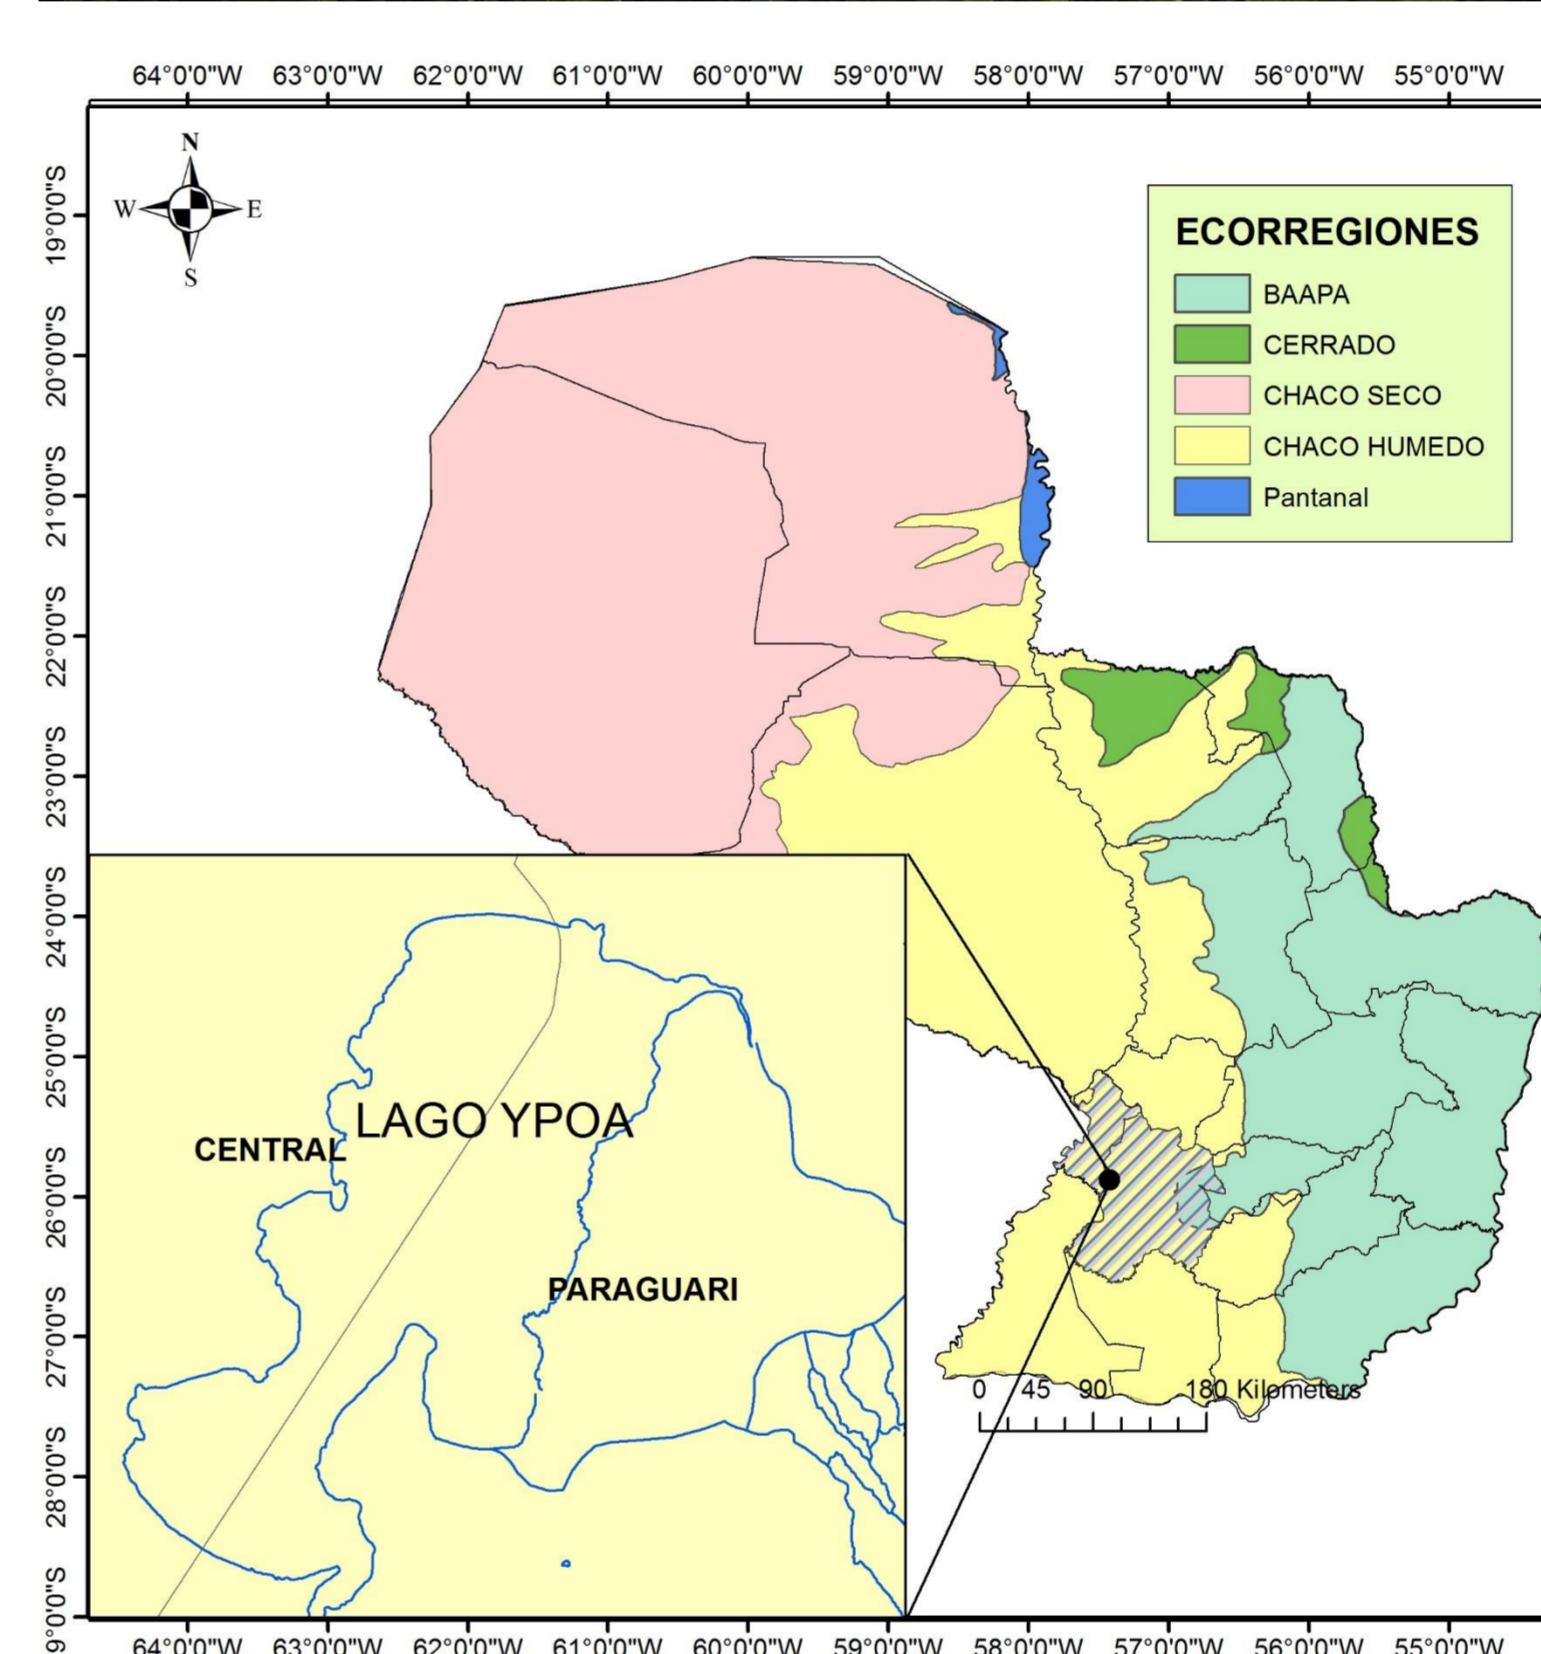 64°0'0"W 63°0'0"W 62°0'0"W 61°0'0"W 60°0'0"W 59°0'0"W 58°0'0"W 57°0'0"W 56°0'0"W 55°0'0"W
N
W E
S
19°0'0"S
20°0'0"S
21°0'0"S
22°0'0"S
23°0'0"S
24°0'0"S
25°0'0"S
26°0'0"S
27°0'0"S
28°0'0"S
9°0'0"S
ECORREGIONES
BAAPA
CERRADO
CHACO SECO
CHACO HUMEDO
Pantanal
LAGO YPOA
CENTRAL
PARAGUARI
0 45 90 180 Kilometers
64°0'0"W 63°0'0"W 62°0'0"W 61°0'0"W 60°0'0"W 59°0'0"W 58°0'0"W 57°0'0"W 56°0'0"W 55°0'0"W